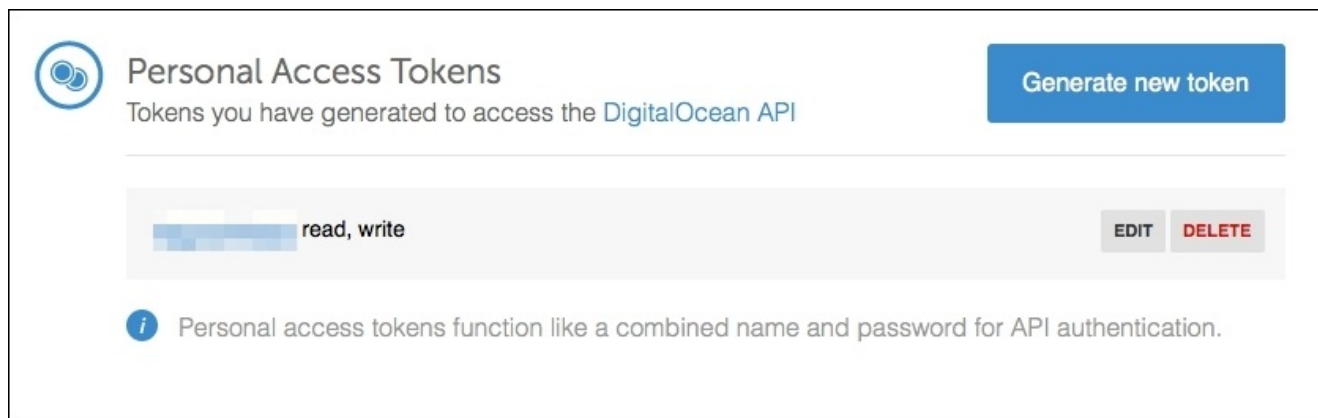 Personal Access Tokens
Generate new token
Tokens you have generated to access the DigitalOcean API
read, write
EDIT
DELETE
i
Personal access tokens function like a combined name and password for API authentication.